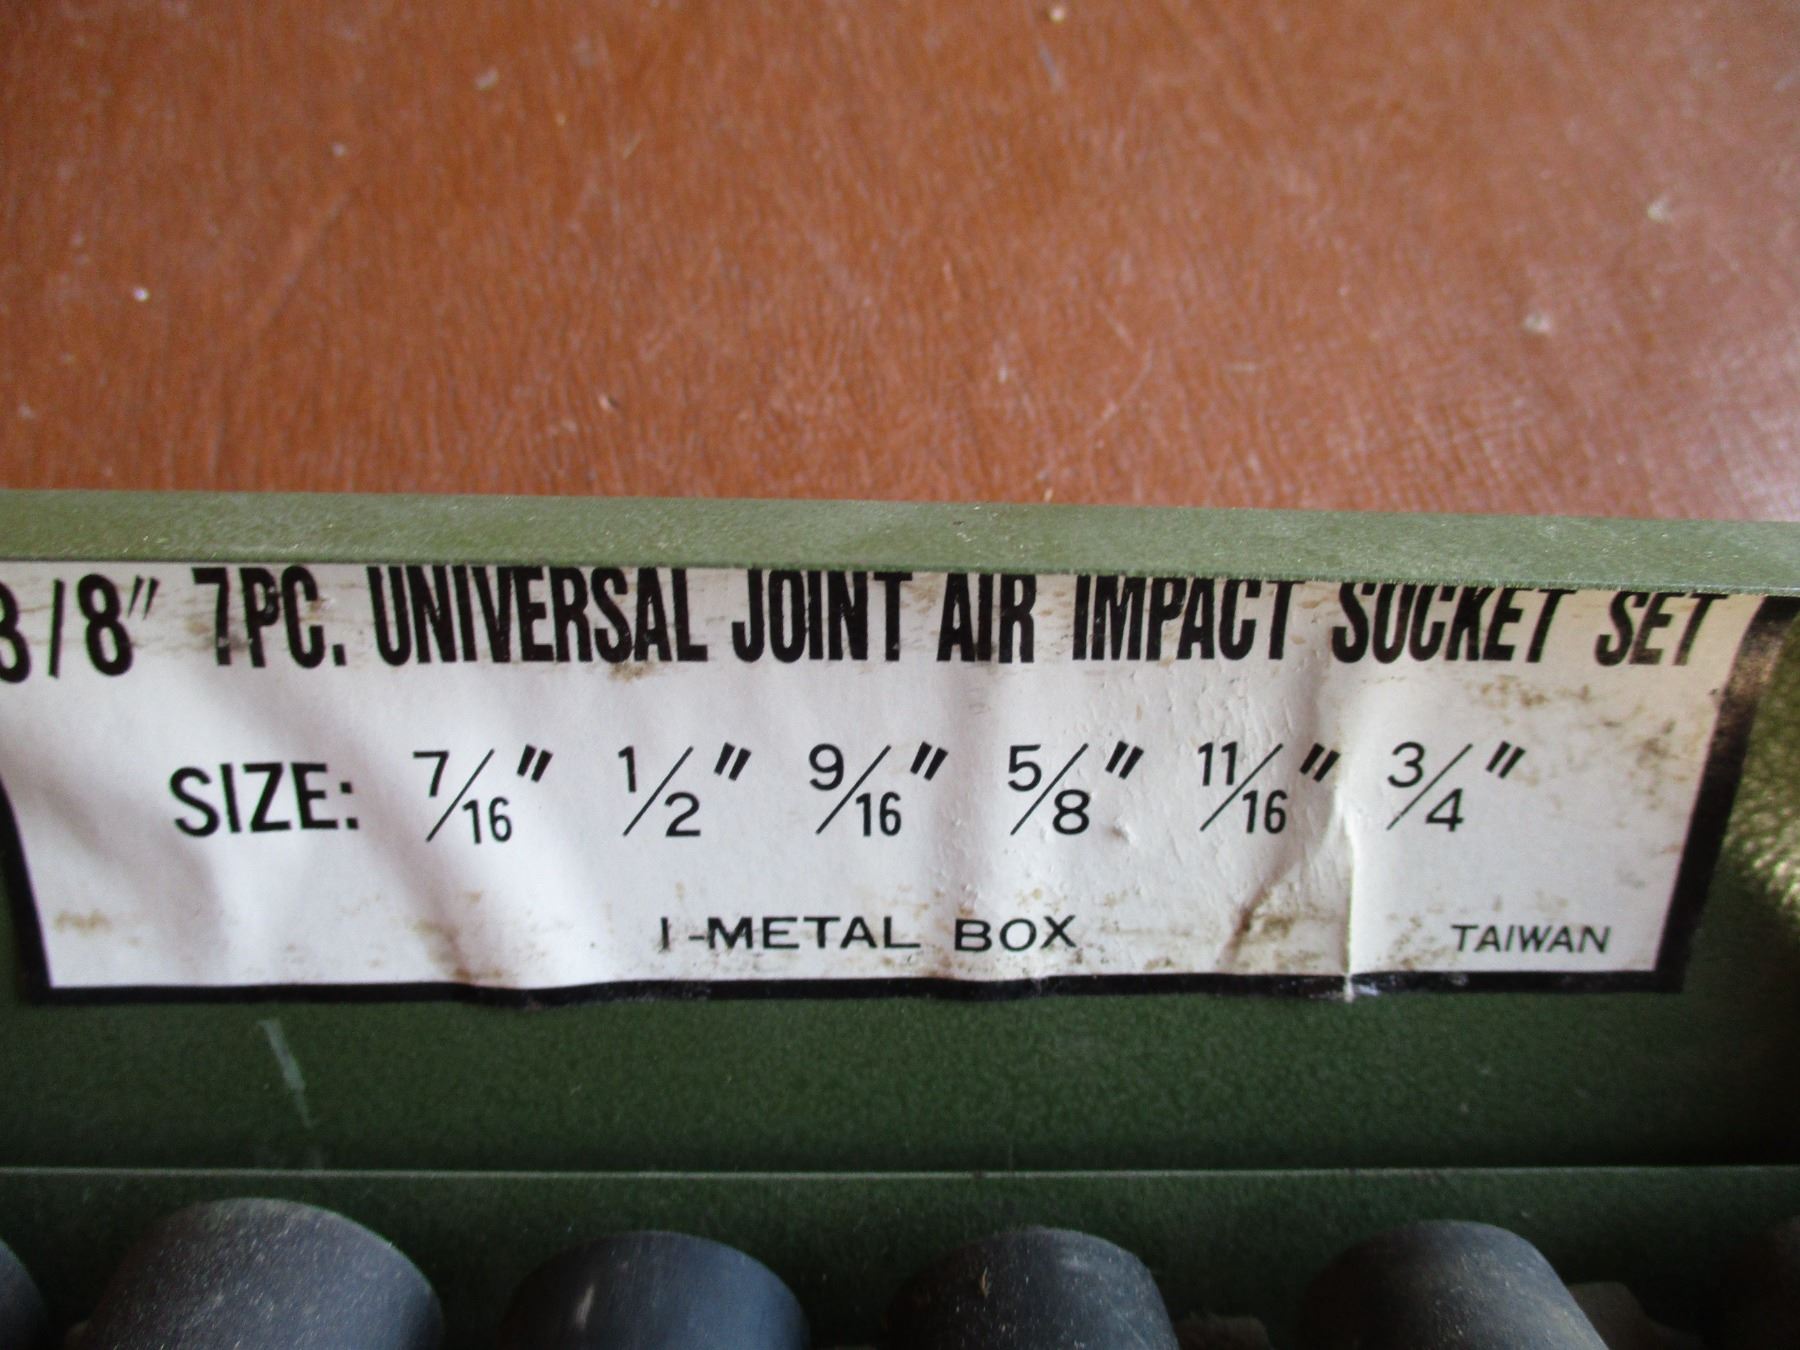 3/8" 7PC. UNIVERSAL JOINT AIR IMPACT SOCKET SET
SIZE: 7/16" 1/2" 9/16" 5/8" 11/16" 3/4"
1-METAL BOX TAIWAN